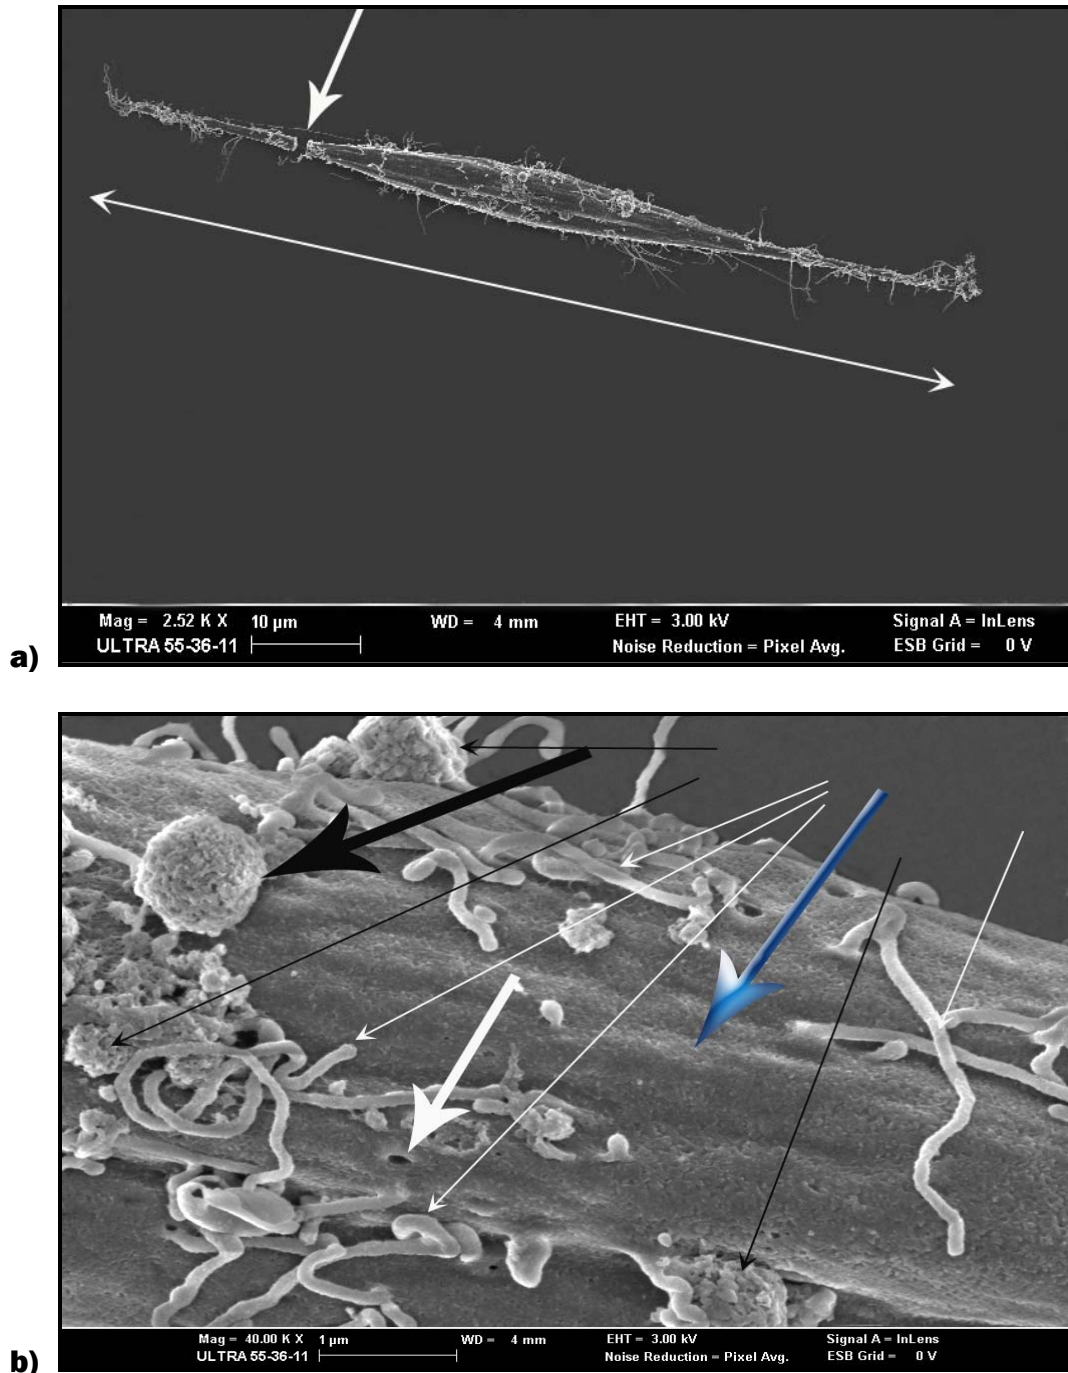 Mag = 2.52 K X 10 µm WD = 4 mm EHT = 3.00 kV Signal A = InLens
ULTRA 55-36-11 Noise Reduction = Pixel Avg. ESB Grid = 0 V
a)
Mag = 40.00 K X 1 µm WD = 4 mm EHT = 3.00 kV Signal A = InLens
ULTRA 55-36-11 Noise Reduction = Pixel Avg. ESB Grid = 0 V
b)